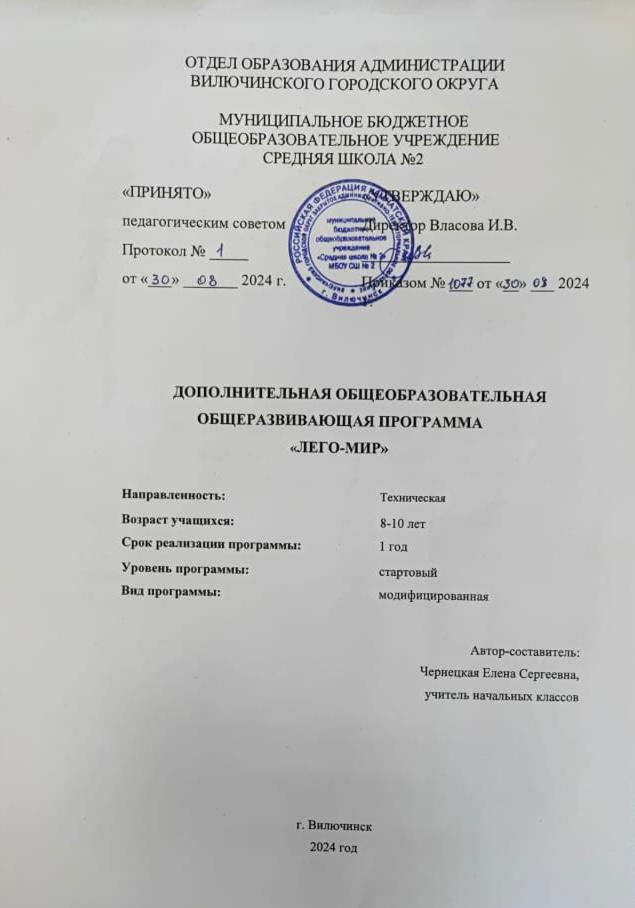 ОТДЕЛ ОБРАЗОВАНИЯ АДМИНИСТРАЦИИ
ВИЛЮЧИНСКОГО ГОРОДСКОГО ОКРУГА
МУНИЦИПАЛЬНОЕ БЮДЖЕТНОЕ
ОБЩЕОБРАЗОВАТЕЛЬНОЕ УЧРЕЖДЕНИЕ
СРЕДНЯЯ ШКОЛА №2
«ПРИНЯТО» «УТВЕРЖДАЮ»
педагогическим советом Директор Власова И.В.
Протокол № 1
от «30» 08 2024 г. Приказом № 1077 от «30» 08 2024
РОССИЙСКАЯ ФЕДЕРАЦИЯ КАМЧАТСКИЙ КРАЙ
муниципальное
бюджетное
общеобразовательное
учреждение
«Средняя школа № 2»
МБОУ СШ № 2
г. Вилючинск
ДОПОЛНИТЕЛЬНАЯ ОБЩЕОБРАЗОВАТЕЛЬНАЯ
ОБЩЕРАЗВИВАЮЩАЯ ПРОГРАММА
«ЛЕГО-МИР»
Направленность: Техническая
Возраст учащихся: 8-10 лет
Срок реализации программы: 1 год
Уровень программы: стартовый
Вид программы: модифицированная
Автор-составитель:
Чернецкая Елена Сергеевна,
учитель начальных классов
г. Вилючинск
2024 год